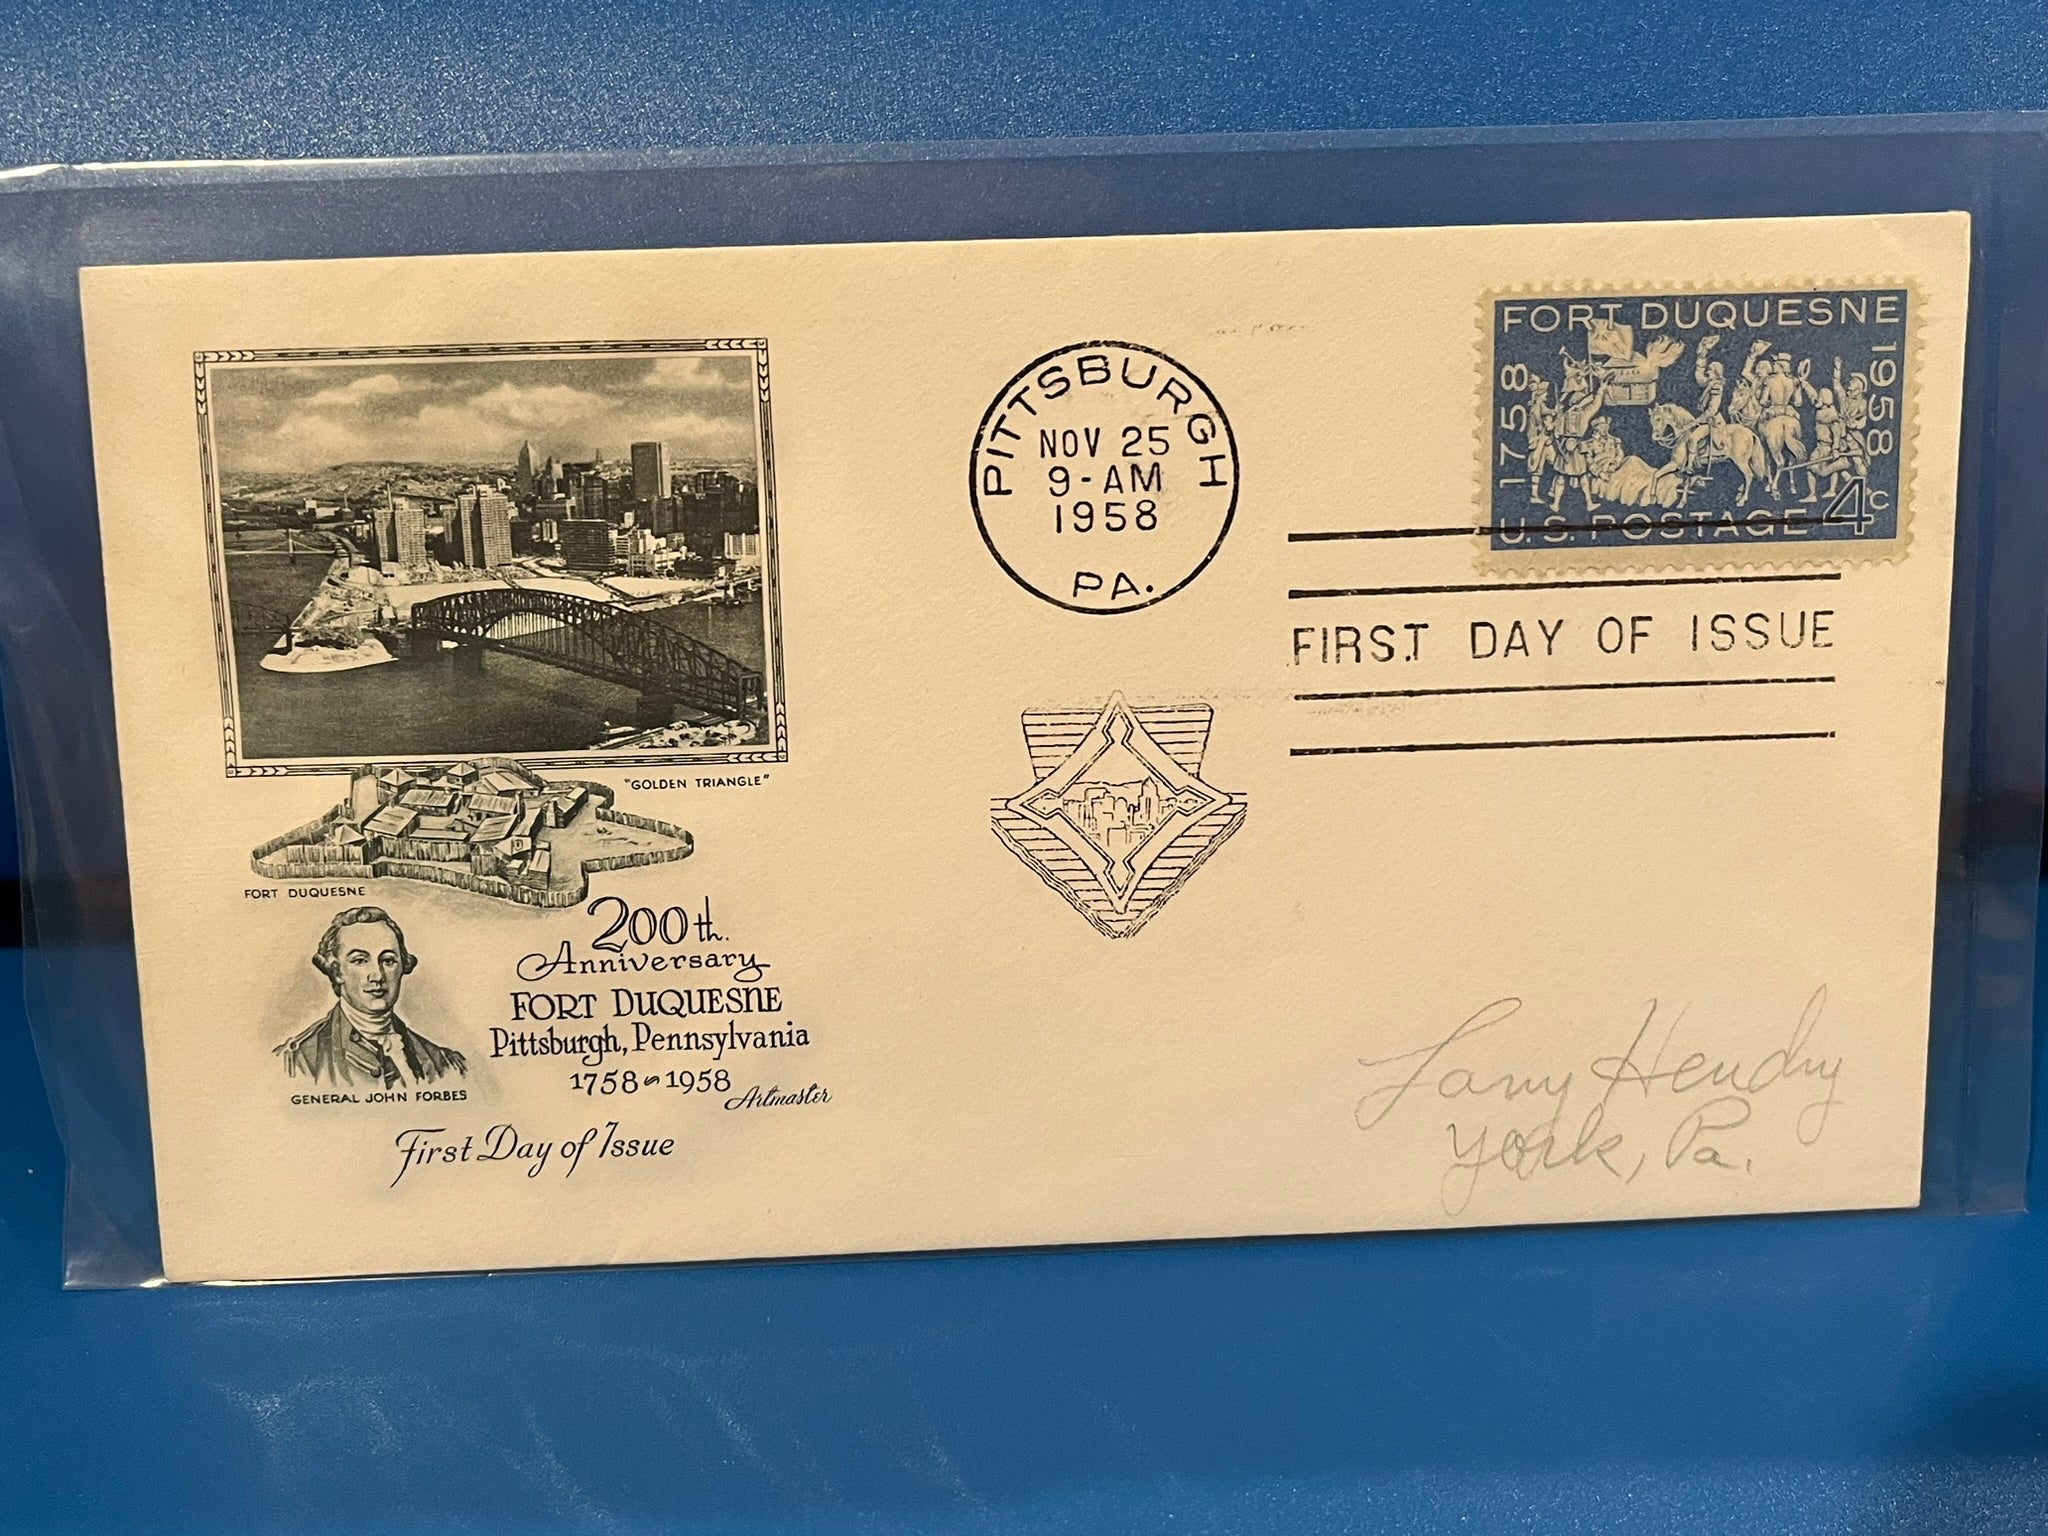 "GOLDEN TRIANGLE"
FORT DUQUESNE
GENERAL JOHN FORBES
200th.
Anniversary
FORT DUQUESNE
Pittsburgh, Pennsylvania
1758~1958
Artmaster
First Day of Issue
PITTSBURGH
NOV 25
9-AM
1958
PA.
FORT DUQUESNE
1758
1958
U.S. POSTAGE 4c
FIRST DAY OF ISSUE
Larry Hendry
York, Pa.